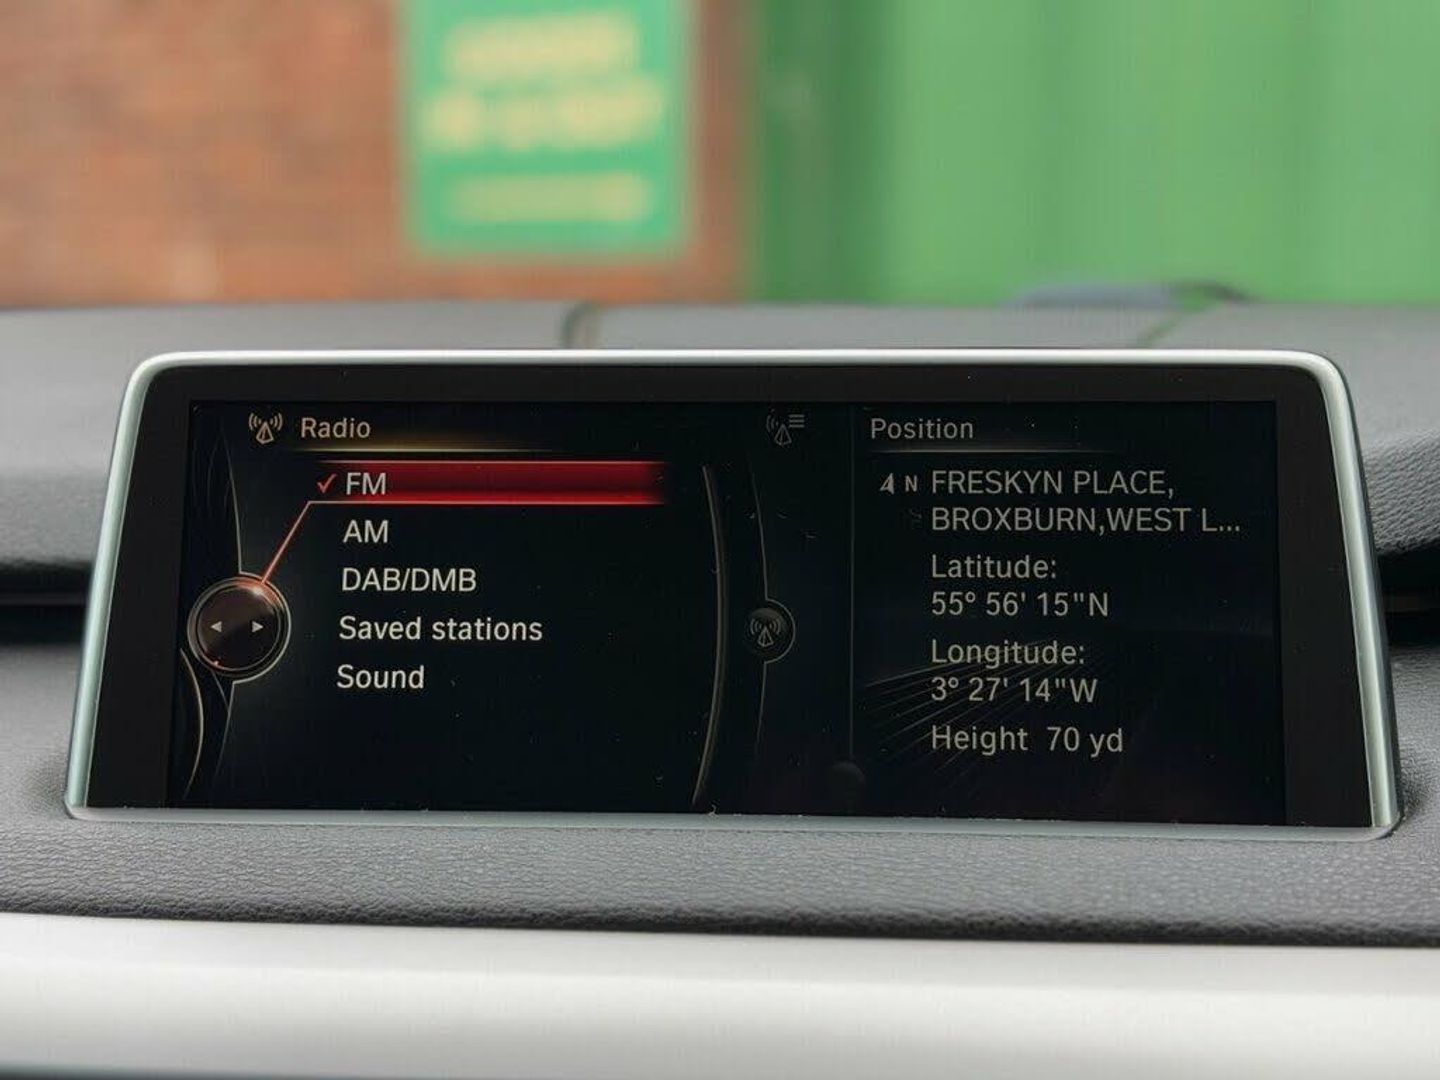 Radio
FM
AM
DAB/DMB
Saved stations
Sound
Position
N FRESKYN PLACE,
BROXBURN,WEST L...
Latitude:
55° 56' 15"N
Longitude:
3° 27' 14"W
Height 70 yd